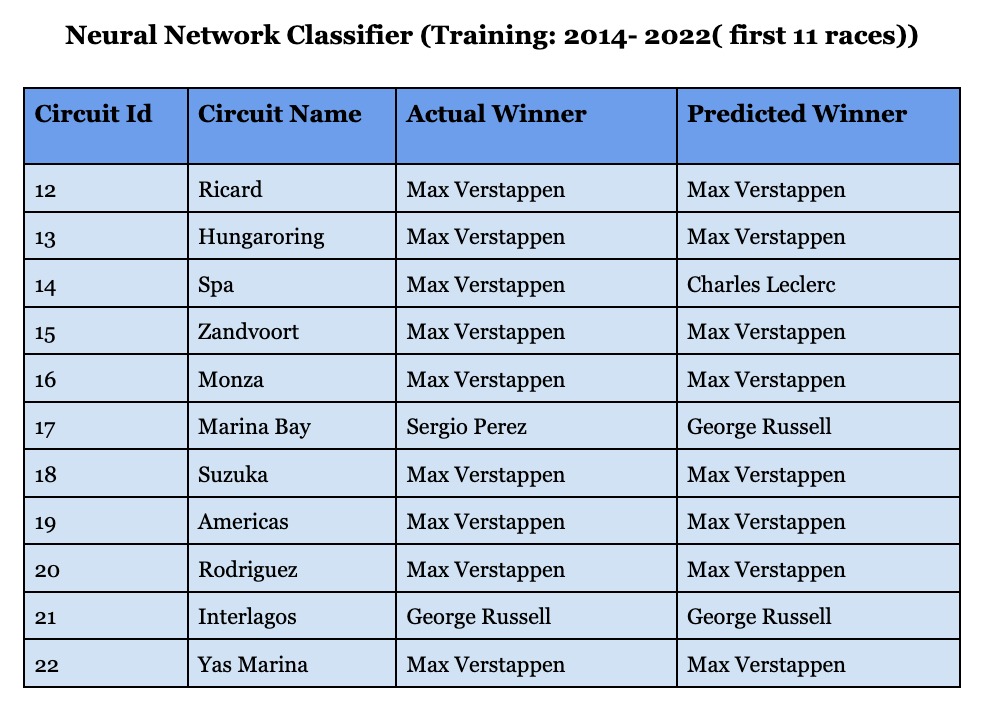 Neural Network Classifier (Training: 2014- 2022( first 11 races))
Circuit Id Circuit Name Actual Winner Predicted Winner
12 Ricard Max Verstappen Max Verstappen
13 Hungaroring Max Verstappen Max Verstappen
14 Spa Max Verstappen Charles Leclerc
15 Zandvoort Max Verstappen Max Verstappen
16 Monza Max Verstappen Max Verstappen
17 Marina Bay Sergio Perez George Russell
18 Suzuka Max Verstappen Max Verstappen
19 Americas Max Verstappen Max Verstappen
20 Rodriguez Max Verstappen Max Verstappen
21 Interlagos George Russell George Russell
22 Yas Marina Max Verstappen Max Verstappen